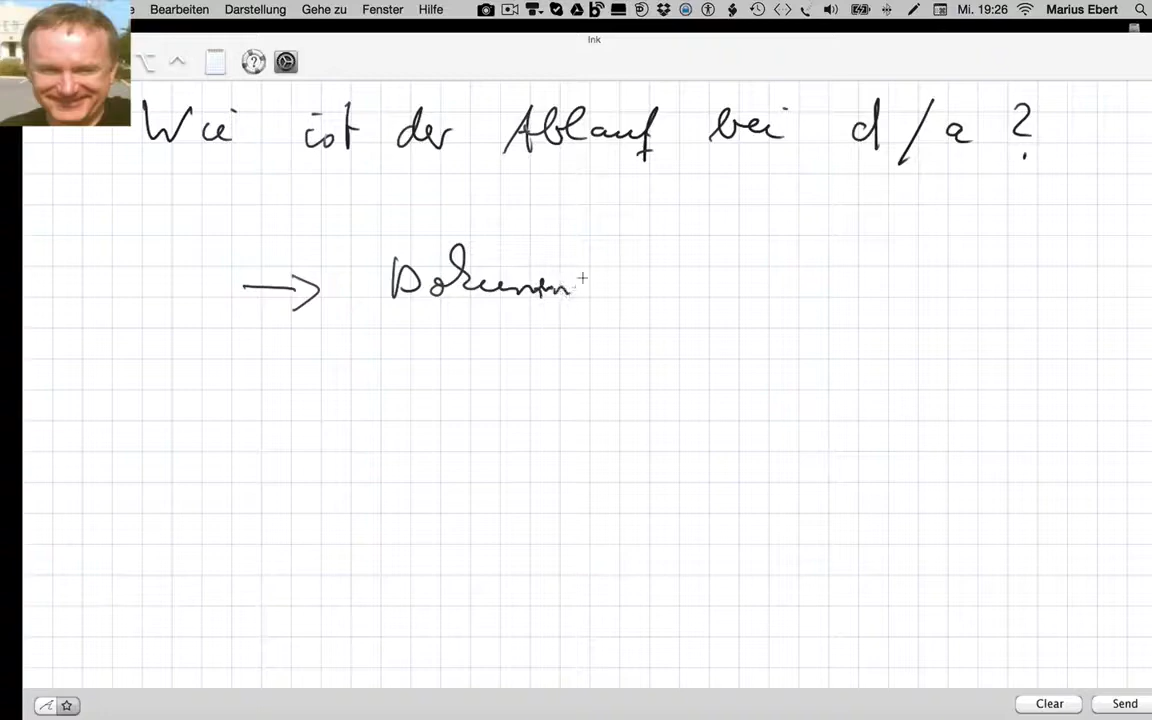 Bearbeiten Darstellung Gehe zu Fenster Hilfe Mi. 19:26 Marius Ebert
Ink
Wie ist der Ablauf bei d/a?
→ Dokumen
Clear Send